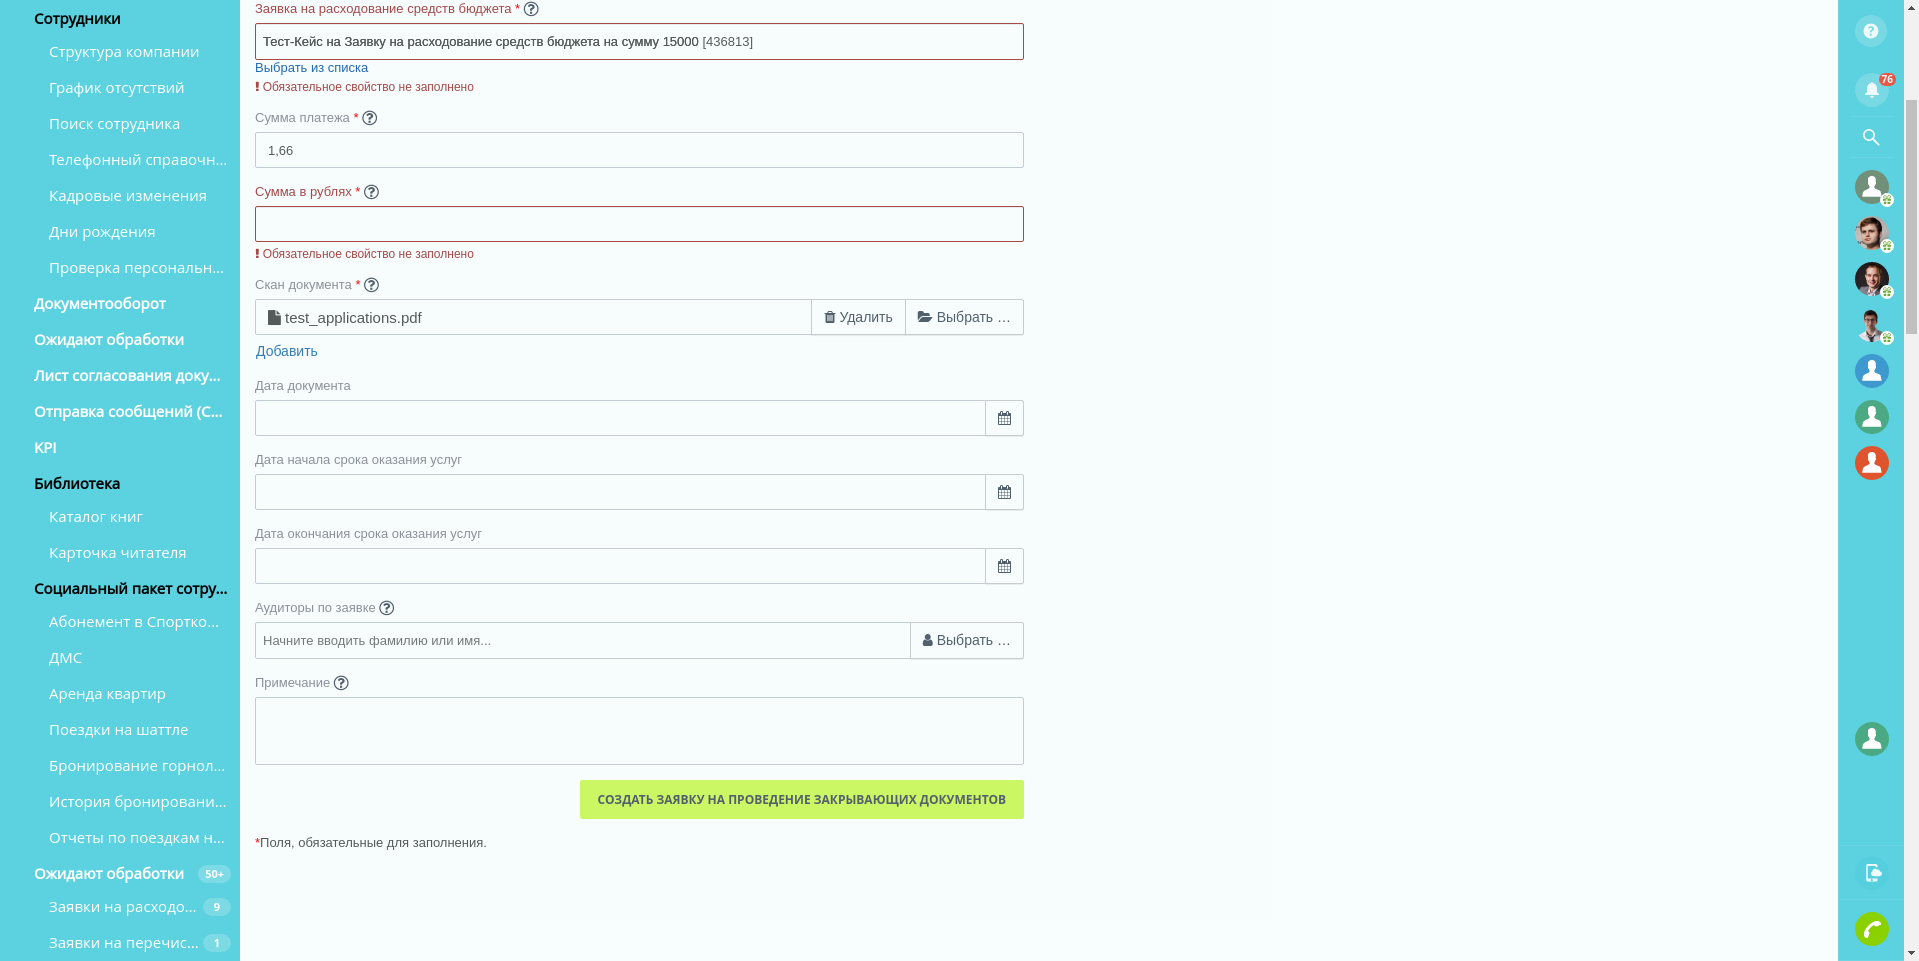 Сотрудники
Структура компании
График отсутствий
Поиск сотрудника
Телефонный справочн...
Кадровые изменения
Дни рождения
Проверка персональн...
Документооборот
Ожидают обработки
Лист согласования доку...
Отправка сообщений (С...
KPI
Библиотека
Каталог книг
Карточка читателя
Социальный пакет сотру...
Абонемент в Спортко...
ДМС
Аренда квартир
Поездки на шаттле
Бронирование горнол...
История бронировани...
Отчеты по поездкам н...
Ожидают обработки 50+
Заявки на расходо... 9
Заявки на перечис... 1
Заявка на расходование средств бюджета * ?
Тест-Кейс на Заявку на расходование средств бюджета на сумму 15000 [436813]
Выбрать из списка
! Обязательное свойство не заполнено
Сумма платежа * ?
1,66
Сумма в рублях * ?
! Обязательное свойство не заполнено
Скан документа * ?
test_applications.pdf Удалить Выбрать ...
Добавить
Дата документа
Дата начала срока оказания услуг
Дата окончания срока оказания услуг
Аудиторы по заявке ?
Начните вводить фамилию или имя... Выбрать ...
Примечание ?
СОЗДАТЬ ЗАЯВКУ НА ПРОВЕДЕНИЕ ЗАКРЫВАЮЩИХ ДОКУМЕНТОВ
*Поля, обязательные для заполнения.
?
76